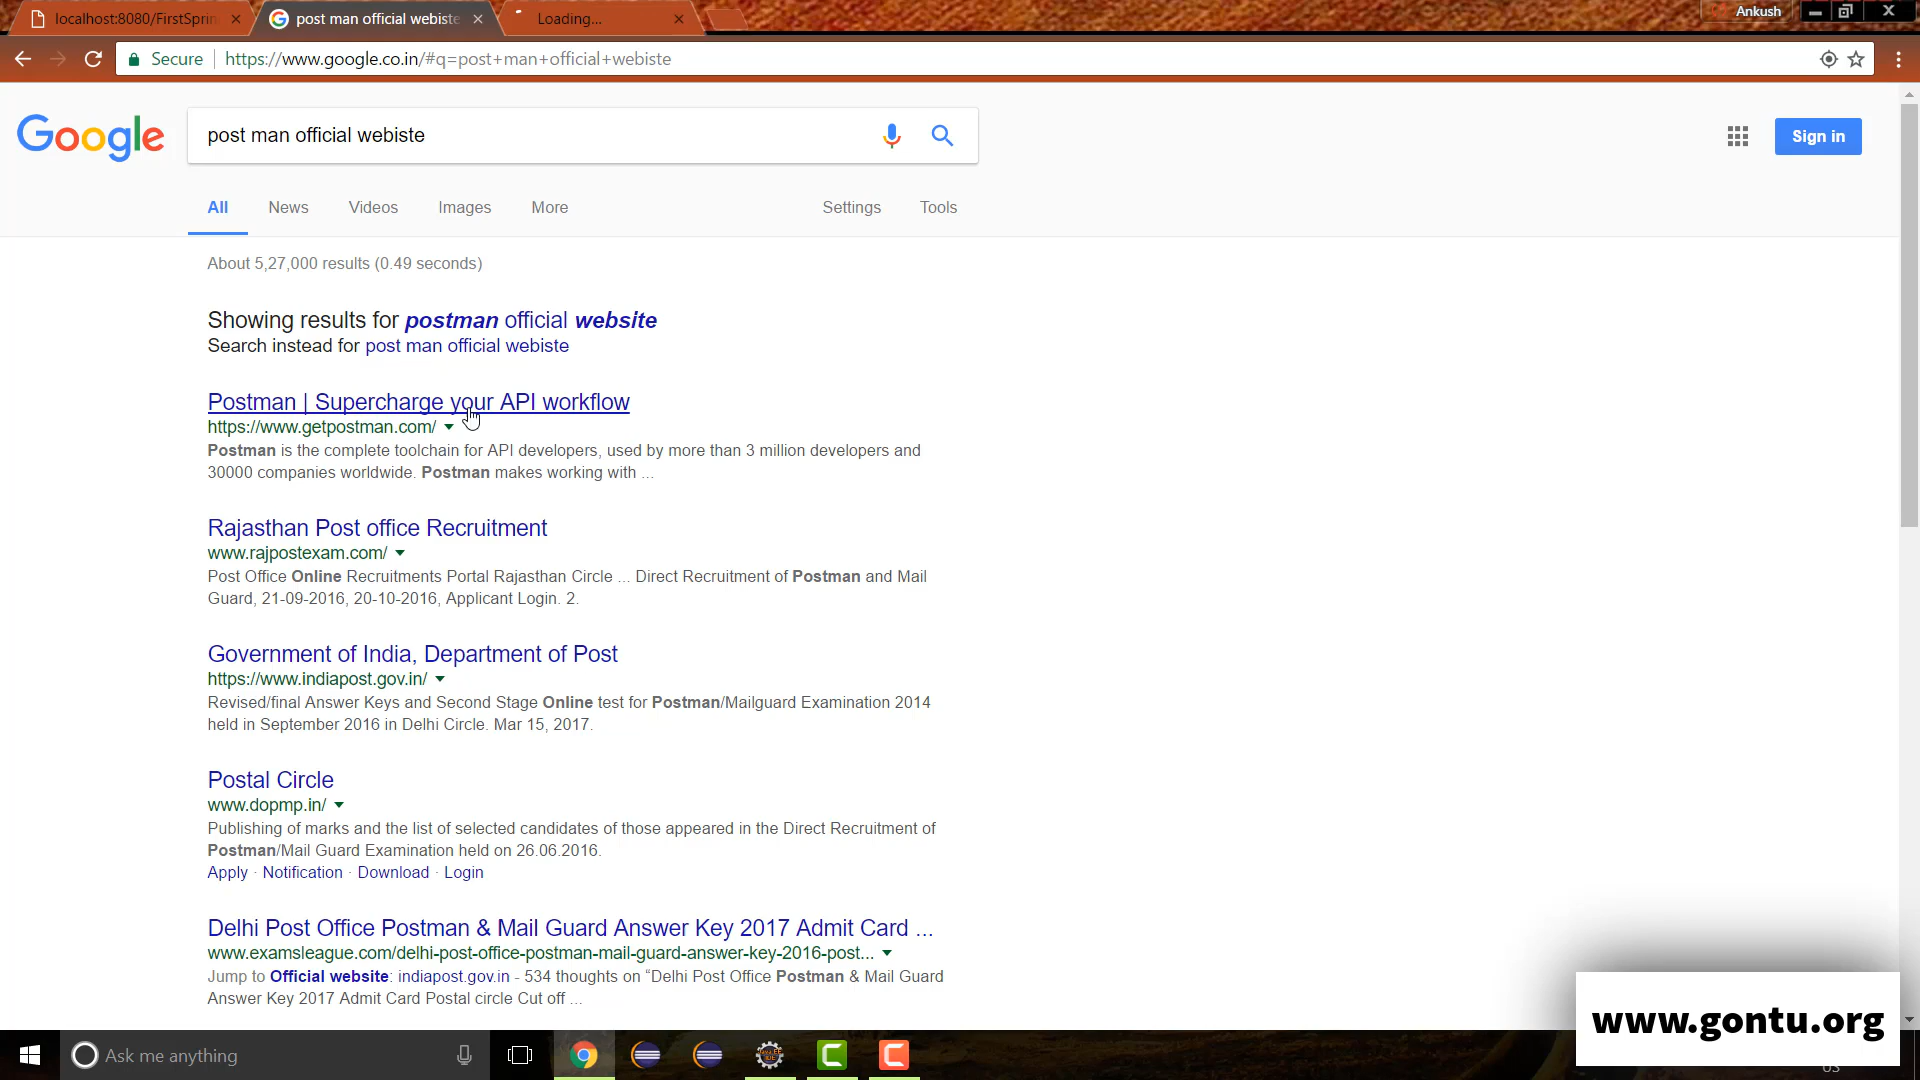 localhost:8080/FirstSprin
post man official webiste
Loading...
Ankush
Secure
https://www.google.co.in/#q=post+man+official+webiste
Google
post man official webiste
Sign in
All
News
Videos
Images
More
Settings
Tools
About 5,27,000 results (0.49 seconds)
Showing results for postman official website
Search instead for post man official webiste
Postman | Supercharge your API workflow
https://www.getpostman.com/
Postman is the complete toolchain for API developers, used by more than 3 million developers and
30000 companies worldwide. Postman makes working with ...
Rajasthan Post office Recruitment
www.rajpostexam.com/
Post Office Online Recruitments Portal Rajasthan Circle ... Direct Recruitment of Postman and Mail
Guard, 21-09-2016, 20-10-2016, Applicant Login. 2.
Government of India, Department of Post
https://www.indiapost.gov.in/
Revised/final Answer Keys and Second Stage Online test for Postman/Mailguard Examination 2014
held in September 2016 in Delhi Circle. Mar 15, 2017.
Postal Circle
www.dopmp.in/
Publishing of marks and the list of selected candidates of those appeared in the Direct Recruitment of
Postman/Mail Guard Examination held on 26.06.2016.
Apply · Notification · Download · Login
Delhi Post Office Postman & Mail Guard Answer Key 2017 Admit Card ...
www.examsleague.com/delhi-post-office-postman-mail-guard-answer-key-2016-post...
Jump to Official website: indiapost.gov.in - 534 thoughts on “Delhi Post Office Postman & Mail Guard
Answer Key 2017 Admit Card Postal circle Cut off ...
www.gontu.org
Ask me anything